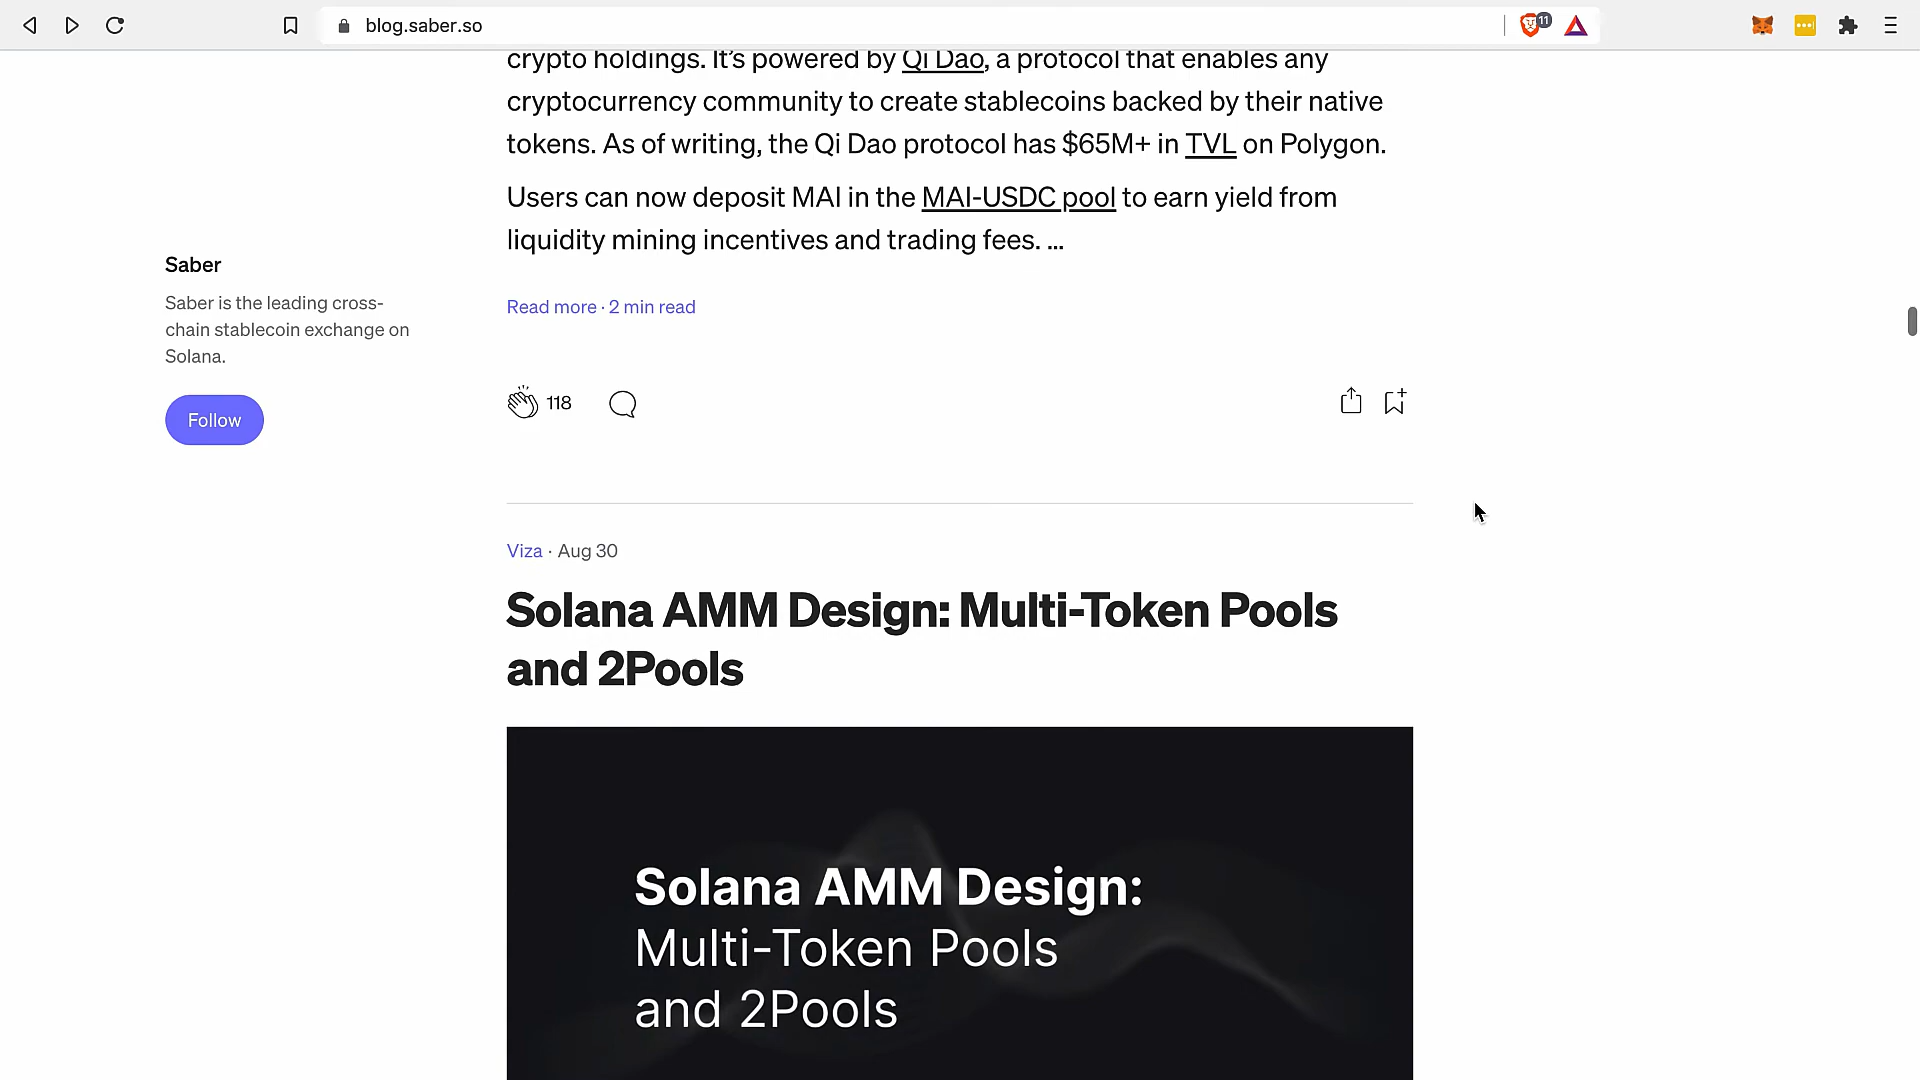 blog.saber.so
11
crypto holdings. It’s powered by Qi Dao, a protocol that enables any
cryptocurrency community to create stablecoins backed by their native
tokens. As of writing, the Qi Dao protocol has $65M+ in TVL on Polygon.
Users can now deposit MAI in the MAI-USDC pool to earn yield from
liquidity mining incentives and trading fees. ...
Saber
Saber is the leading cross-
chain stablecoin exchange on
Solana.
Follow
Read more · 2 min read
118
Viza · Aug 30
Solana AMM Design: Multi-Token Pools
and 2Pools
Solana AMM Design:
Multi-Token Pools
and 2Pools